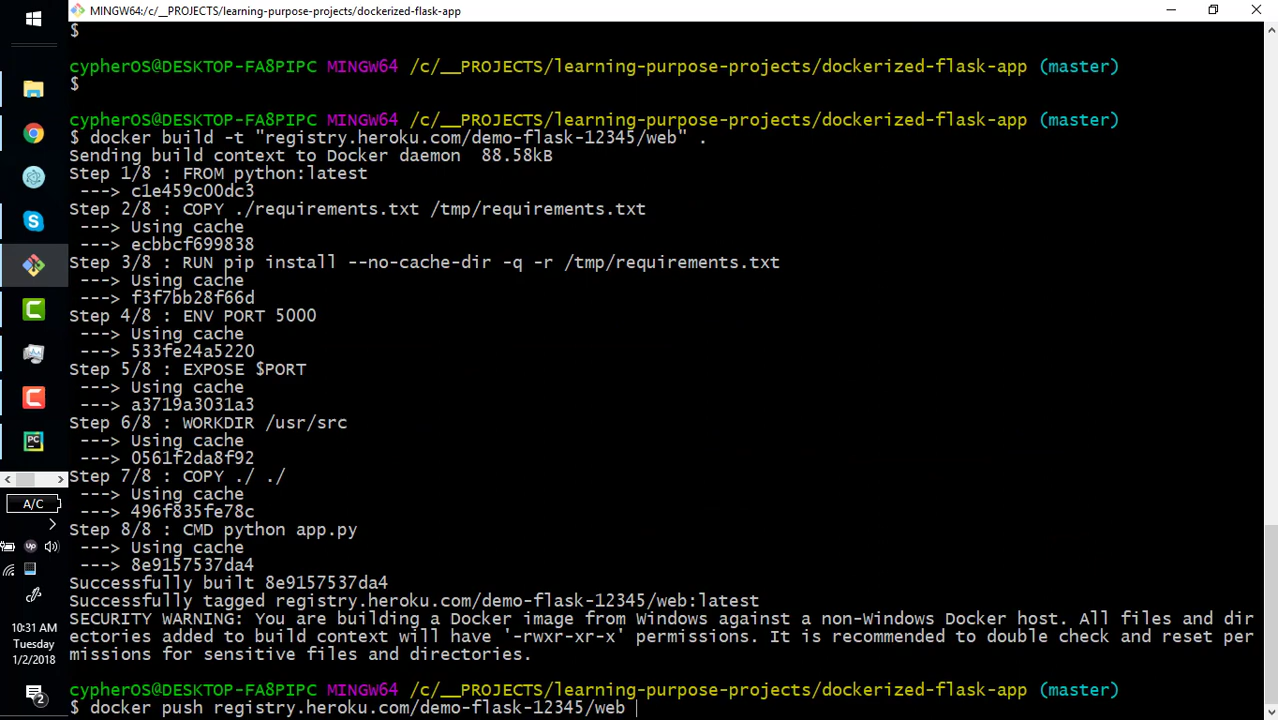 MINGW64:/c/__PROJECTS/learning-purpose-projects/dockerized-flask-app
$
cypherOS@DESKTOP-FA8PIPC MINGW64 /c/__PROJECTS/learning-purpose-projects/dockerized-flask-app (master)
$
cypherOS@DESKTOP-FA8PIPC MINGW64 /c/__PROJECTS/learning-purpose-projects/dockerized-flask-app (master)
$ docker build -t "registry.heroku.com/demo-flask-12345/web" .
Sending build context to Docker daemon  88.58kB
Step 1/8 : FROM python:latest
 ---> c1e459c00dc3
Step 2/8 : COPY ./requirements.txt /tmp/requirements.txt
 ---> Using cache
 ---> ecbbcf699838
Step 3/8 : RUN pip install --no-cache-dir -q -r /tmp/requirements.txt
 ---> Using cache
 ---> f3f7bb28f66d
Step 4/8 : ENV PORT 5000
 ---> Using cache
 ---> 533fe24a5220
Step 5/8 : EXPOSE $PORT
 ---> Using cache
 ---> a3719a3031a3
Step 6/8 : WORKDIR /usr/src
 ---> Using cache
 ---> 0561f2da8f92
Step 7/8 : COPY ./ ./
 ---> Using cache
 ---> 496f835fe78c
Step 8/8 : CMD python app.py
 ---> Using cache
 ---> 8e9157537da4
Successfully built 8e9157537da4
Successfully tagged registry.heroku.com/demo-flask-12345/web:latest
SECURITY WARNING: You are building a Docker image from Windows against a non-Windows Docker host. All files and dir
ectories added to build context will have '-rwxr-xr-x' permissions. It is recommended to double check and reset per
missions for sensitive files and directories.
cypherOS@DESKTOP-FA8PIPC MINGW64 /c/__PROJECTS/learning-purpose-projects/dockerized-flask-app (master)
$ docker push registry.heroku.com/demo-flask-12345/web
PC
A/C
up
10:31 AM
Tuesday
1/2/2018
2